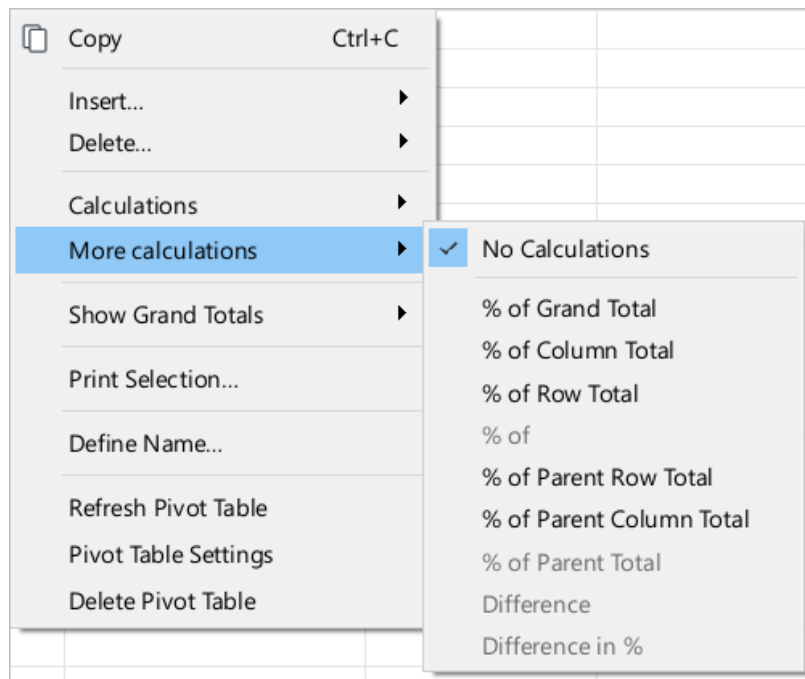 Copy Ctrl+C
Insert...
Delete...
Calculations
More calculations
Show Grand Totals
Print Selection...
Define Name...
Refresh Pivot Table
Pivot Table Settings
Delete Pivot Table
No Calculations
% of Grand Total
% of Column Total
% of Row Total
% of
% of Parent Row Total
% of Parent Column Total
% of Parent Total
Difference
Difference in %